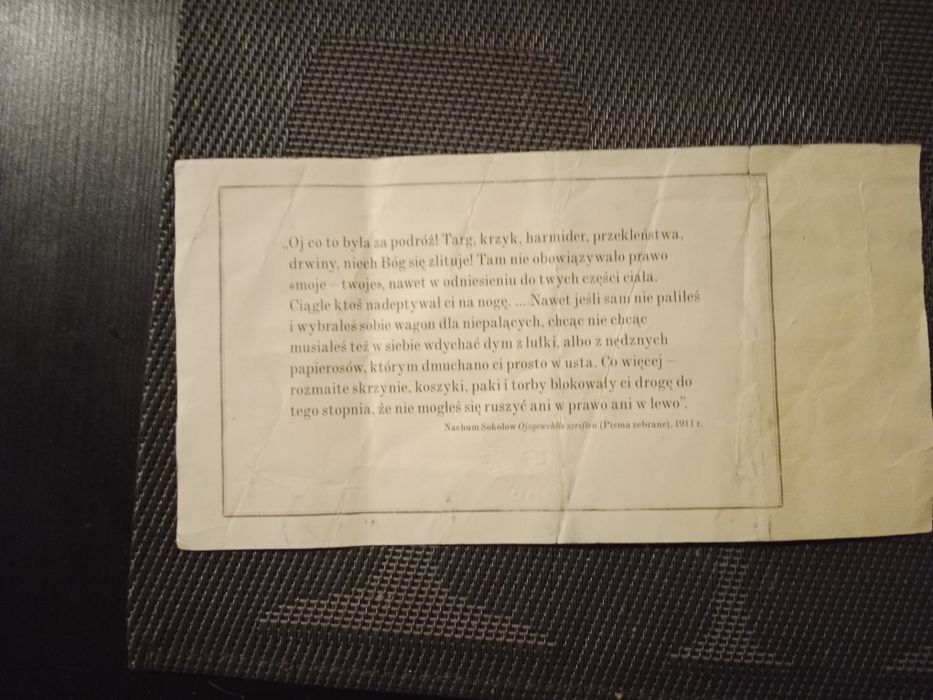 „Oj co to była za podróż! Targ, krzyk, harmider, przekleństwa,
drwiny, niech Bóg się zlituje! Tam nie obowiązywało prawo
«moje – twoje», nawet w odniesieniu do twych części ciała.
Ciągle ktoś nadeptywał ci na nogę. ... Nawet jeśli sam nie paliłeś
i wybrałeś sobie wagon dla niepalących, chcąc nie chcąc
musiałeś też w siebie wdychać dym z lulki, albo z nędznych
papierosów, którym dmuchano ci prosto w usta. Co więcej –
rozmaite skrzynie, koszyki, paki i torby blokowały ci drogę do
tego stopnia, że nie mogłeś się ruszyć ani w prawo ani w lewo”.
Nachum Sokołow Ojsgewehlte szriften (Pisma zebrane), 1911 r.